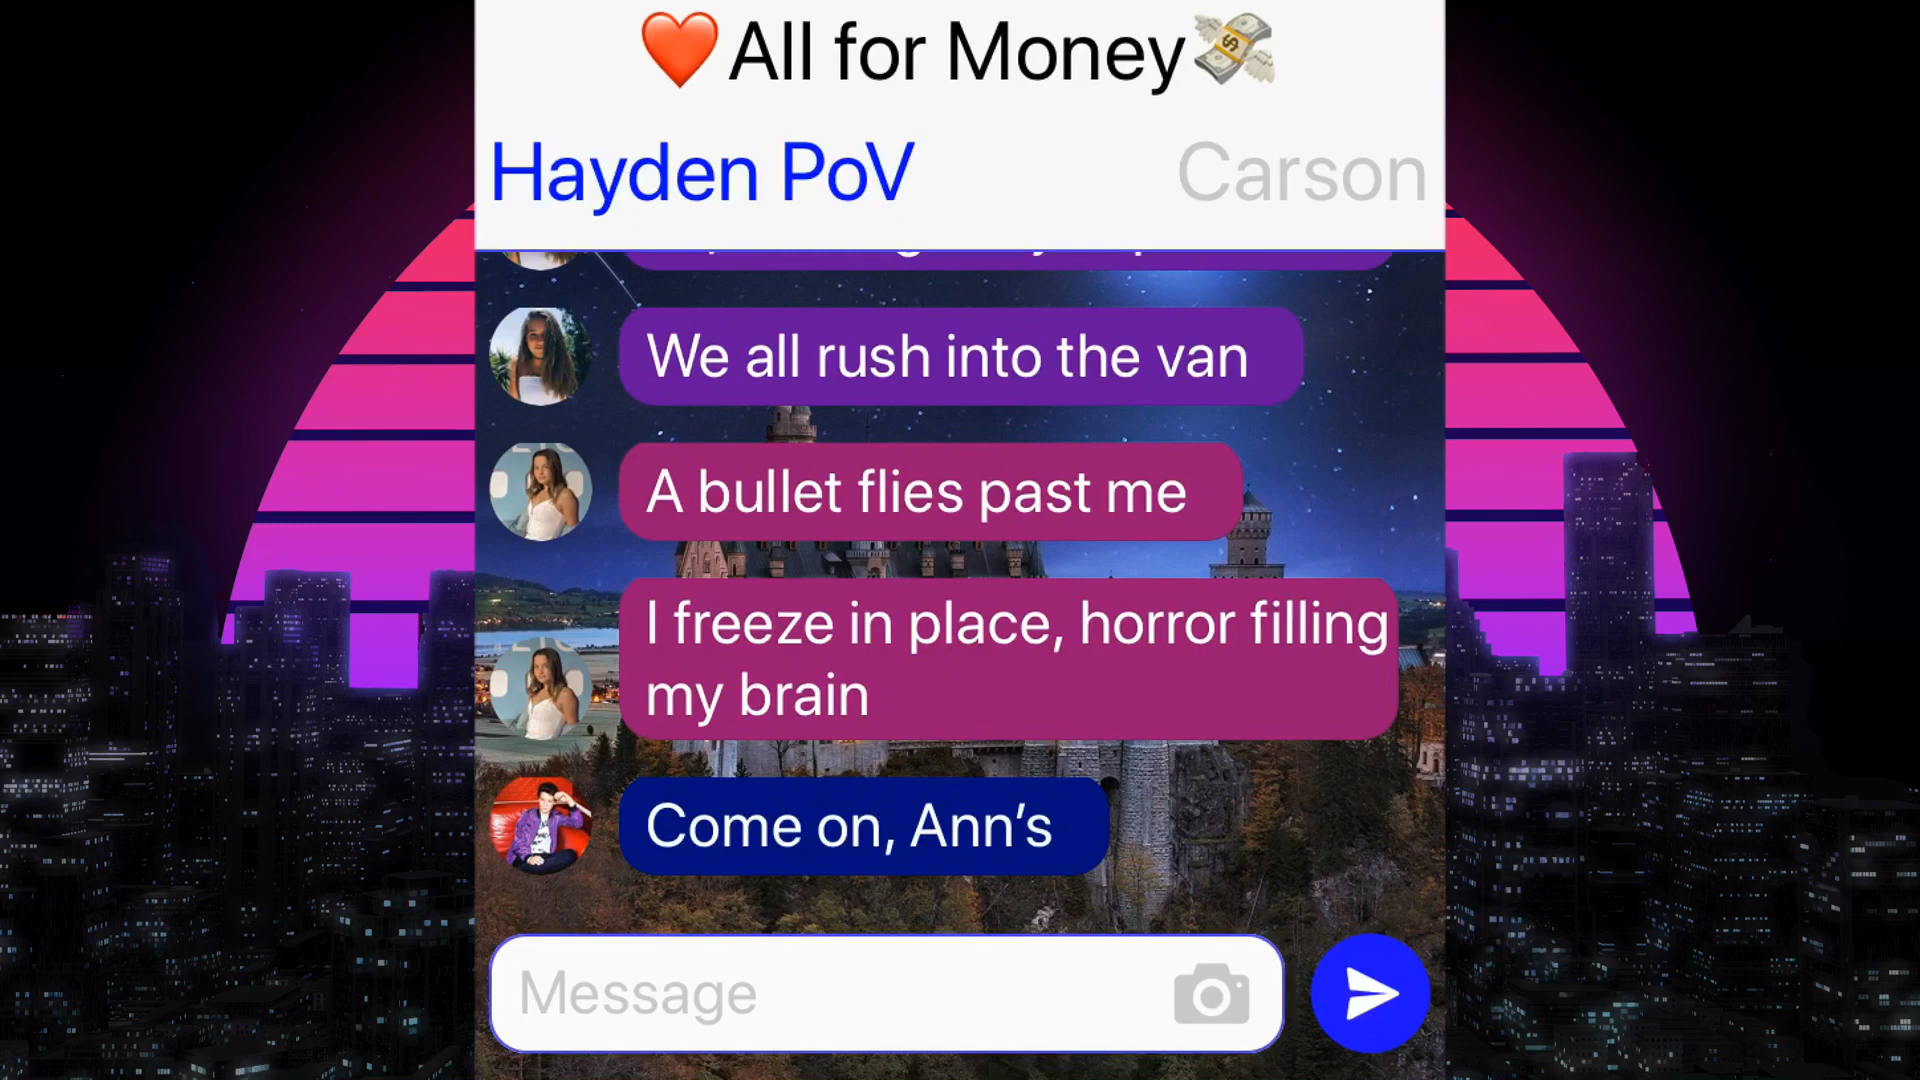 ❤️All for Money💸
Hayden PoV
Carson
We all rush into the van
A bullet flies past me
I freeze in place, horror filling
my brain
Come on, Ann’s
Message